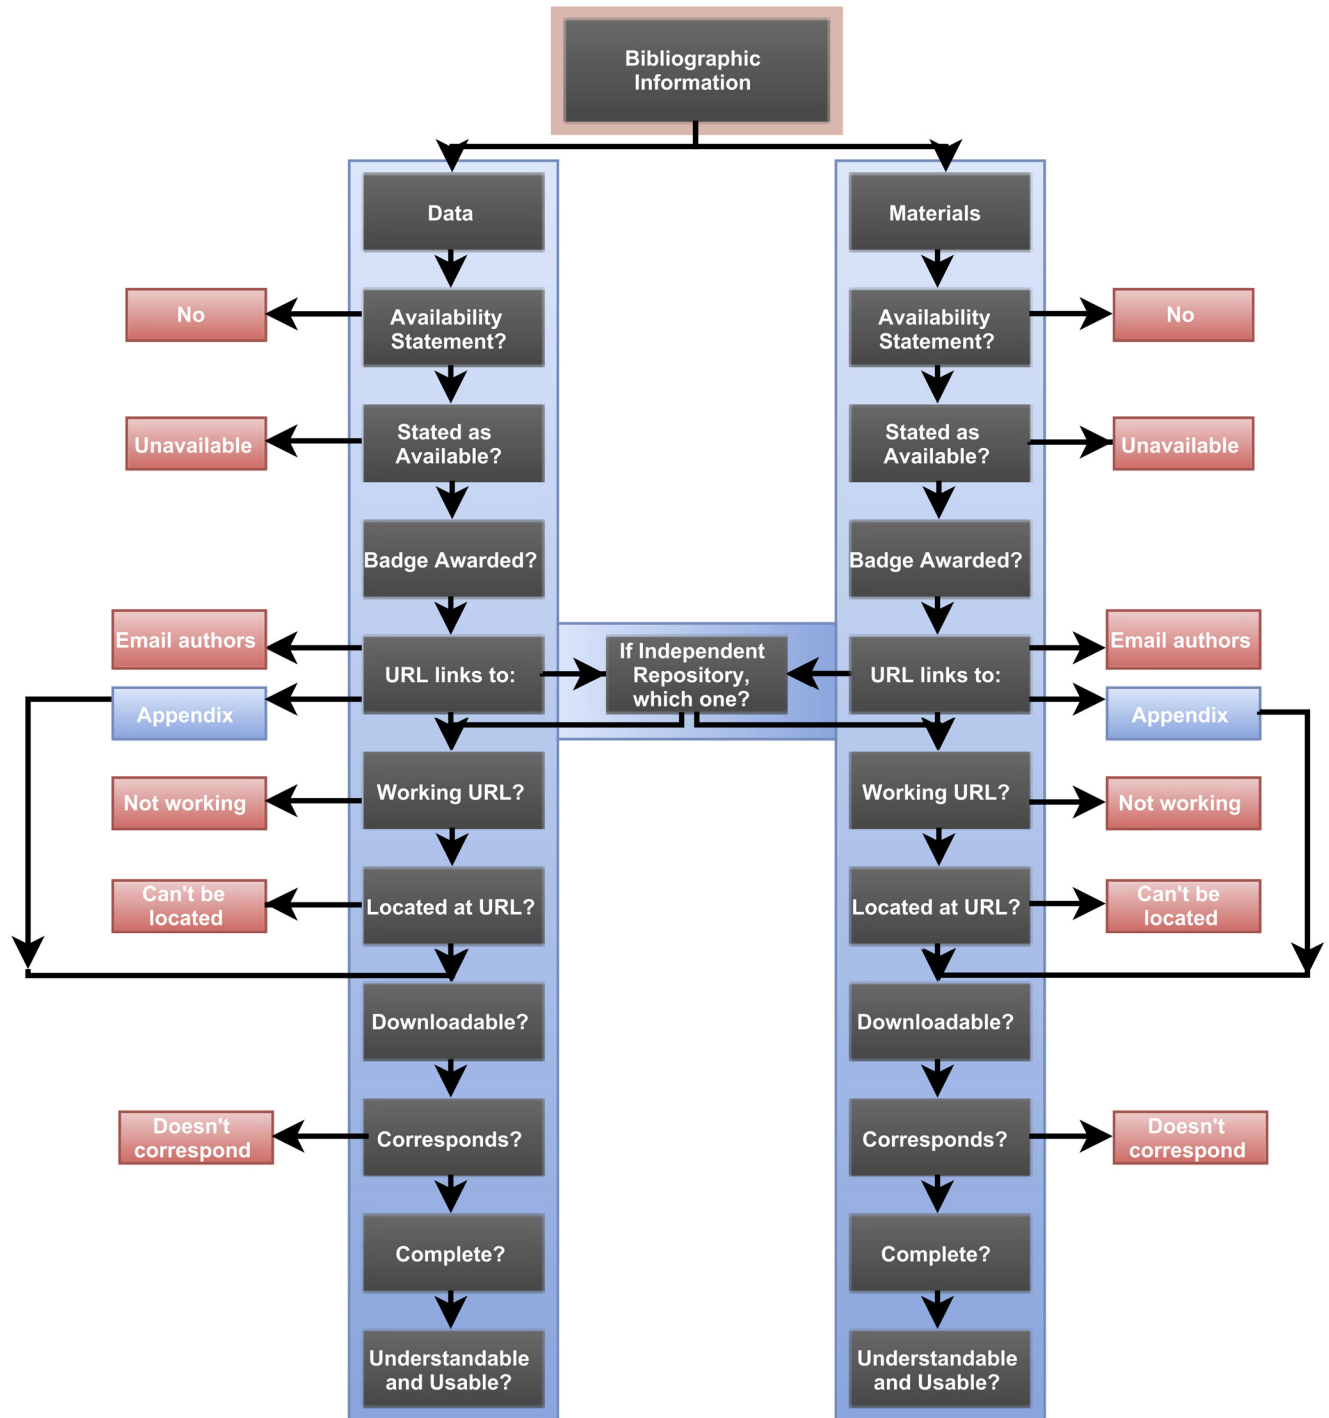 Bibliographic
Information
Data
Materials
No
Availability
Statement?
Availability
Statement?
No
Unavailable
Stated as
Available?
Stated as
Available?
Unavailable
Badge Awarded?
Badge Awarded?
Email authors
Appendix
URL links to:
If Independent
Repository,
which one?
URL links to:
Email authors
Appendix
Not working
Working URL?
Working URL?
Not working
Can't be
located
Located at URL?
Located at URL?
Can't be
located
Downloadable?
Downloadable?
Doesn't
correspond
Corresponds?
Corresponds?
Doesn't
correspond
Complete?
Complete?
Understandable
and Usable?
Understandable
and Usable?